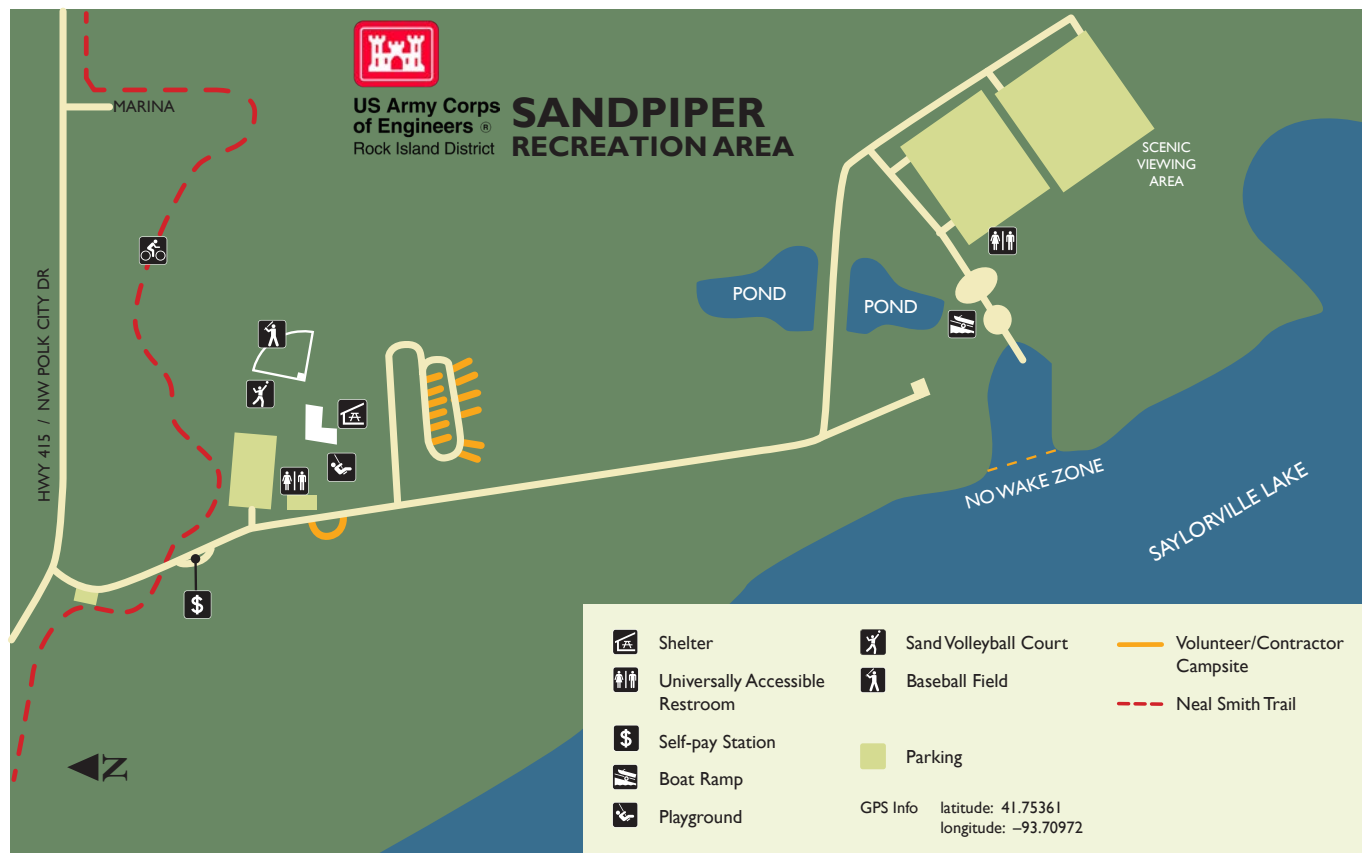 US Army Corps
of Engineers ®
Rock Island District
SANDPIPER
RECREATION AREA
MARINA
HWY 415 / NW POLK CITY DR
SCENIC
VIEWING
AREA
POND
POND
NO WAKE ZONE
SAYLORVILLE LAKE
$
N
Shelter
Universally Accessible
Restroom
$ Self-pay Station
Boat Ramp
Playground
Sand Volleyball Court
Baseball Field
Parking
GPS Info latitude: 41.75361
longitude: –93.70972
Volunteer/Contractor
Campsite
Neal Smith Trail